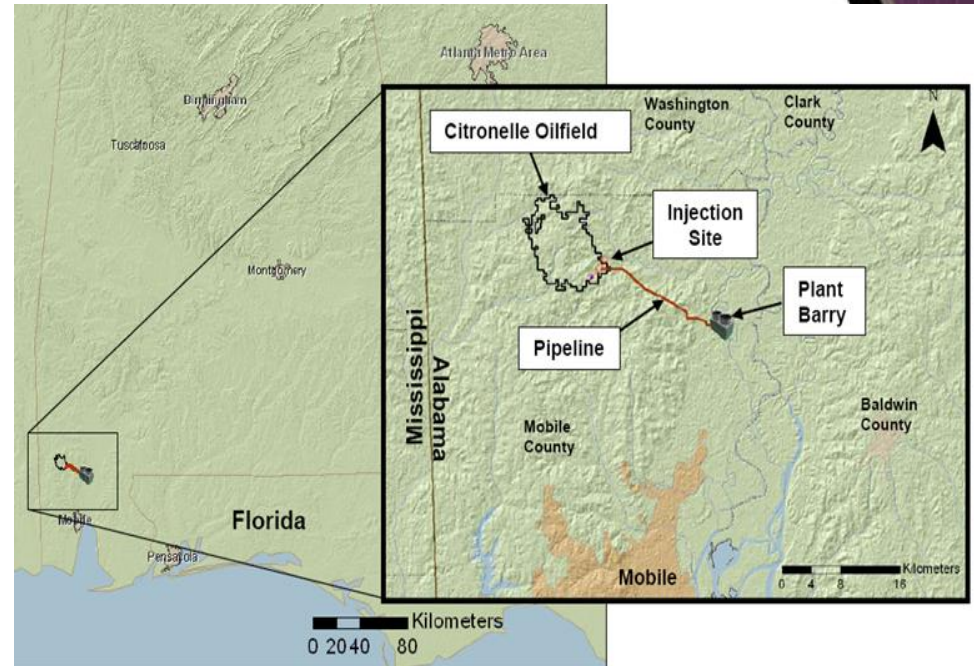 Atlanta Metro Area
Birmingham
Tuscaloosa
Montgomery
Mobile
Pensacola
Florida
Kilometers
0 20 40 80
Washington
County
Clark
County
N
Citronelle Oilfield
Injection
Site
Plant
Barry
Pipeline
Mississippi
Alabama
Mobile
County
Baldwin
County
Mobile
Kilometers
0 4 8 16